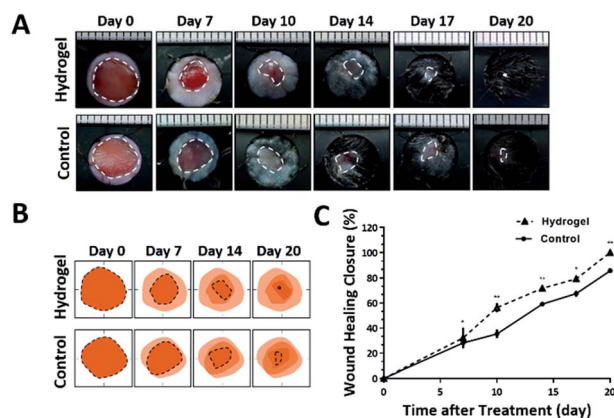 A
Day 0 Day 7 Day 10 Day 14 Day 17 Day 20
Hydrogel
Control
B
Day 0 Day 7 Day 14 Day 20
Hydrogel
Control
C
Wound Healing Closure (%)
120
100
80
60
40
20
0
Hydrogel
Control
*
**
**
*
**
0 5 10 15 20
Time after Treatment (day)